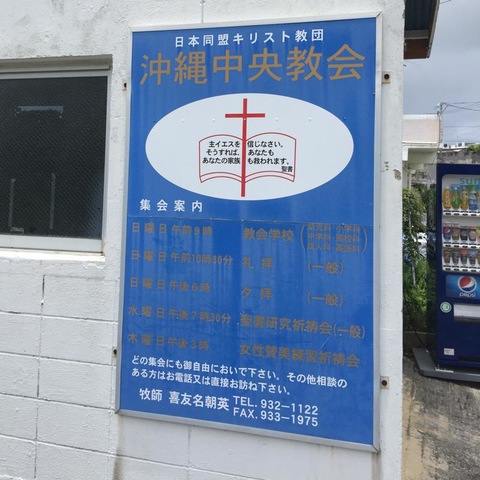 日本同盟キリスト教団
沖縄中央教会
主イエスを 信じなさい。
そうすれば、 あなたも
あなたの家族 も救われます。
聖書
集会案内
日曜日午前9時 教会学校
日曜日午前10時30分 礼拝 (一般)
日曜日午後6時 夕拝 (一般)
水曜日午後7時30分 聖書研究祈祷会(一般)
木曜日午後3時 女性賛美練習祈祷会
どの集会にも御自由においで下さい。その他相談の
ある方はお電話又は直接お訪ね下さい。
牧師 喜友名朝英 TEL. 932-1122
FAX. 933-1975
pepsi